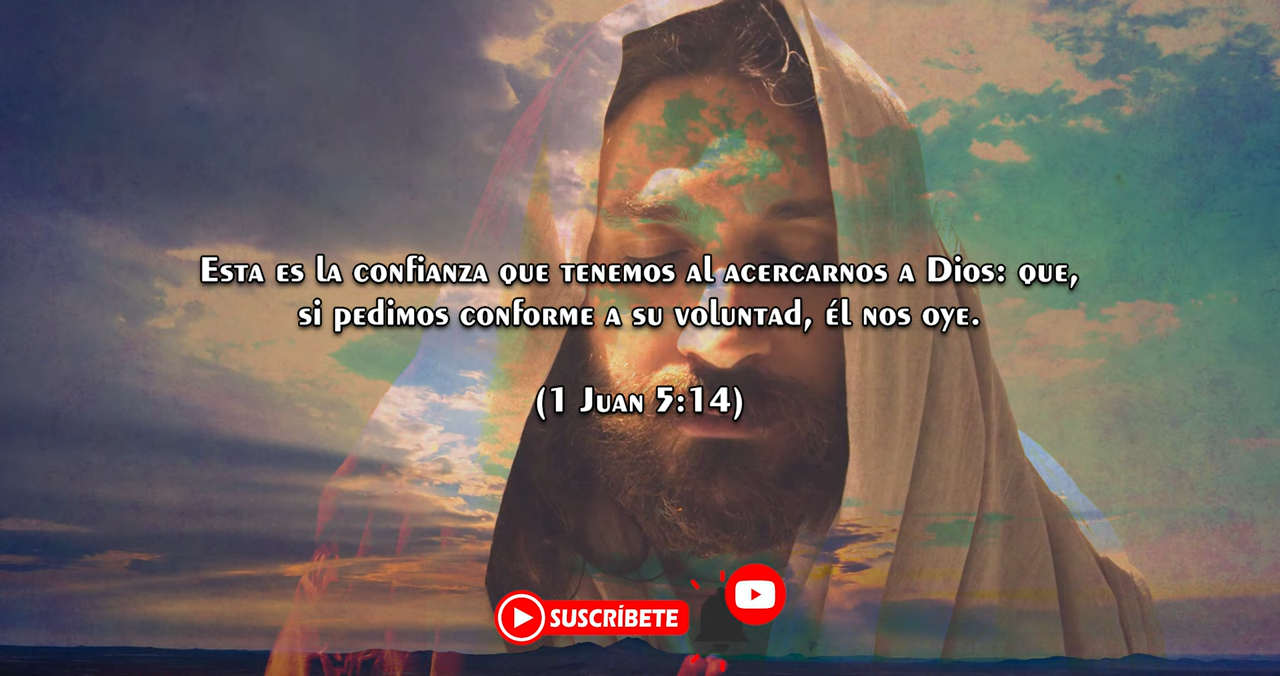 Esta es la confianza que tenemos al acercarnos a Dios: que,
si pedimos conforme a su voluntad, él nos oye.
(1 Juan 5:14)
SUSCRÍBETE